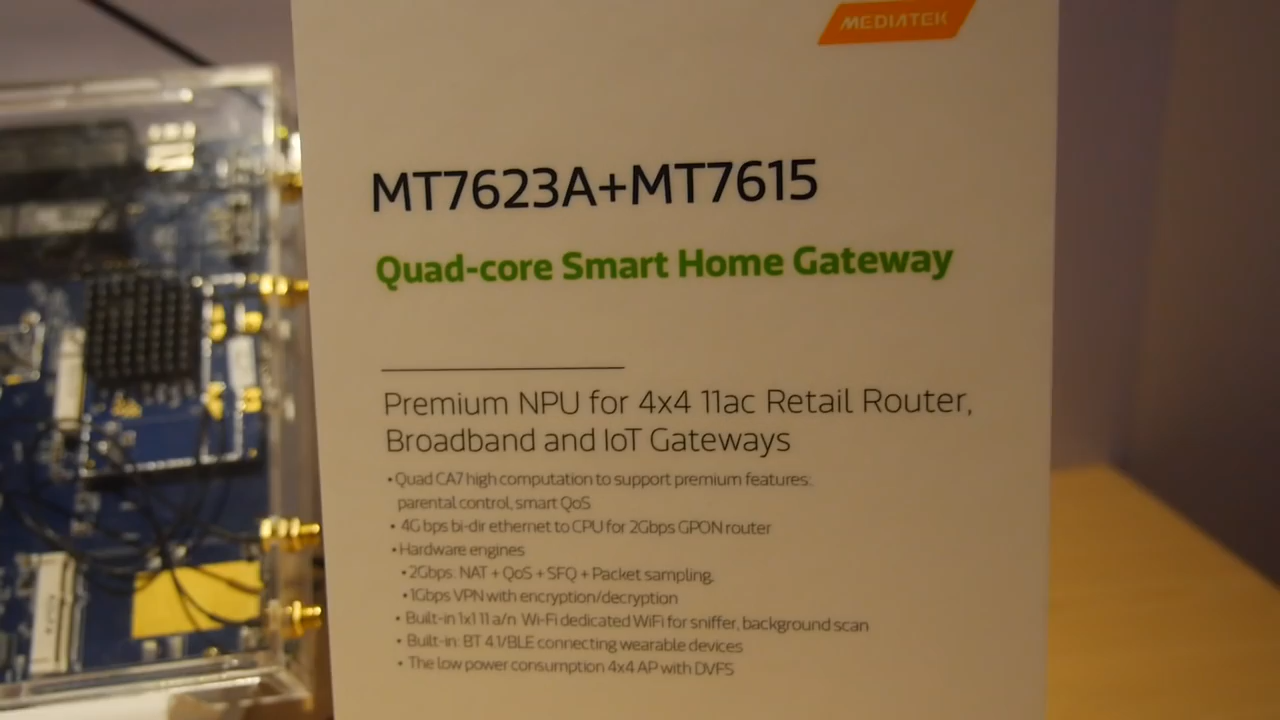 MEDIATEK
MT7623A+MT7615
Quad-core Smart Home Gateway
Premium NPU for 4x4 11ac Retail Router,
Broadband and IoT Gateways
• Quad CA7 high computation to support premium features:
parental control, smart QoS
• 4G bps bi-dir ethernet to CPU for 2Gbps GPON router
• Hardware engines
• 2Gbps: NAT + QoS + SFQ + Packet sampling.
• 1Gbps VPN with encryption/decryption
• Built-in 1x1 11 a/n Wi-Fi dedicated WiFi for sniffer, background scan
• Built-in: BT 4.1/BLE connecting wearable devices
• The low power consumption 4x4 AP with DVFS